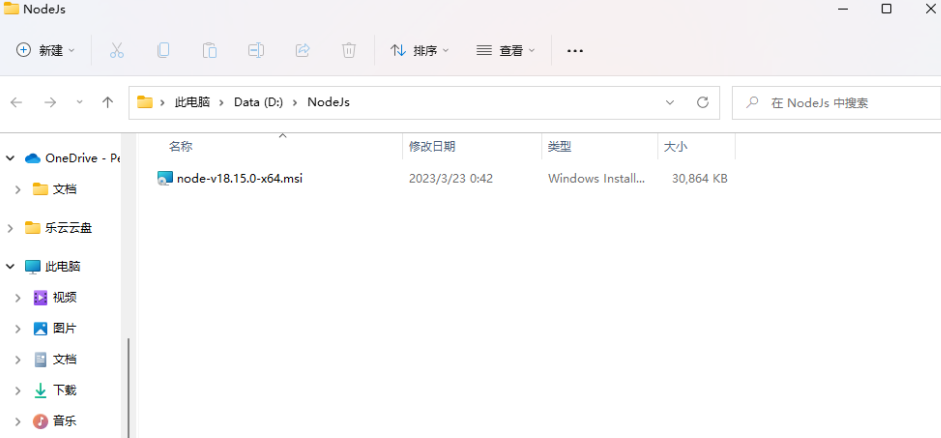 NodeJs
新建 排序 查看
此电脑 Data (D:) NodeJs 在 NodeJs 中搜索
名称 修改日期 类型 大小
node-v18.15.0-x64.msi 2023/3/23 0:42 Windows Install... 30,864 KB
OneDrive - Pe
文档
乐云云盘
此电脑
视频
图片
文档
下载
音乐